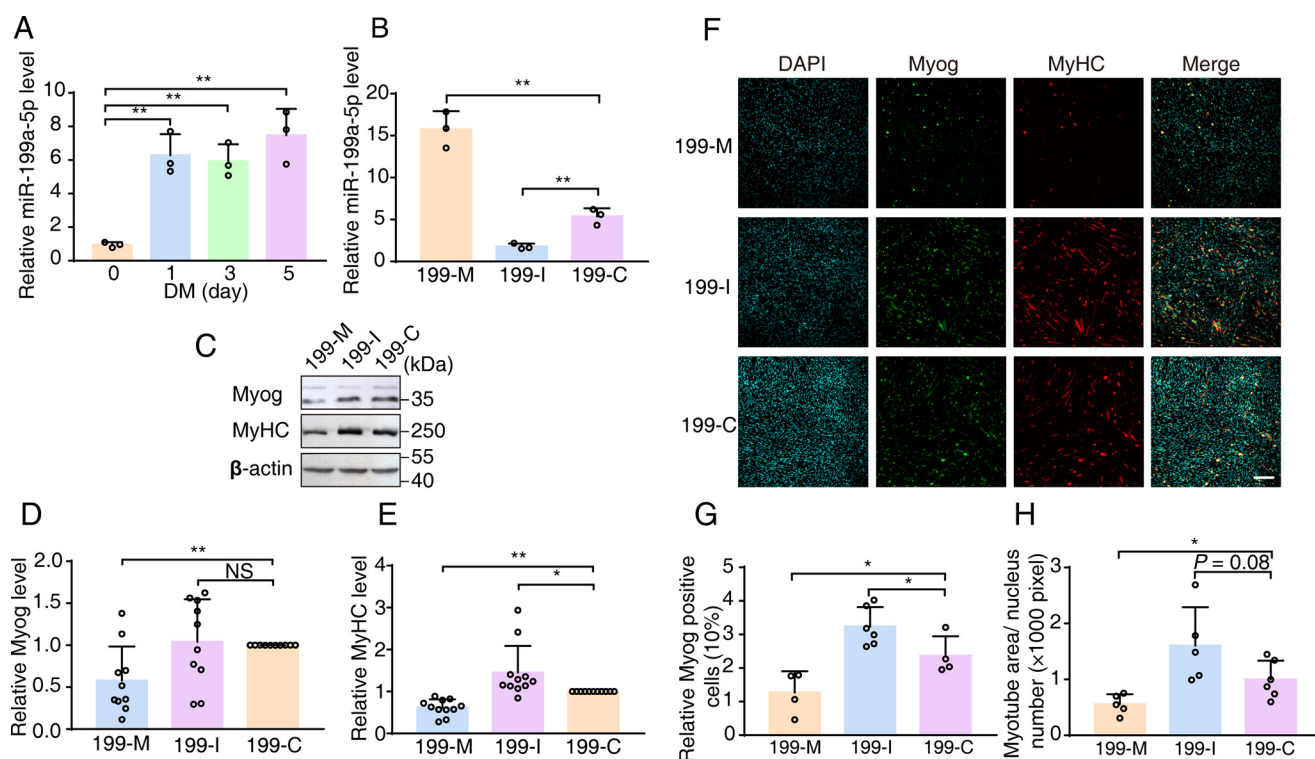 A
Relative miR-199a-5p level
10
8
6
4
2
0
**
**
**
0 1 3 5
DM (day)
B
Relative miR-199a-5p level
20
15
10
5
0
**
**
199-M 199-I 199-C
C
199-M 199-I 199-C (kDa)
Myog 35
MyHC 250
55
β-actin
40
D
Relative Myog level
2.0
1.5
1.0
0.5
0.0
**
NS
199-M 199-I 199-C
E
Relative MyHC level
4
3
2
1
0
**
*
199-M 199-I 199-C
F
DAPI Myog MyHC Merge
199-M
199-I
199-C
G
Relative Myog positive
cells (10%)
5
4
3
2
1
0
*
*
199-M 199-I 199-C
H
Myotube area/ nucleus
number (×1000 pixel)
3
2
1
0
*
P = 0.08
199-M 199-I 199-C